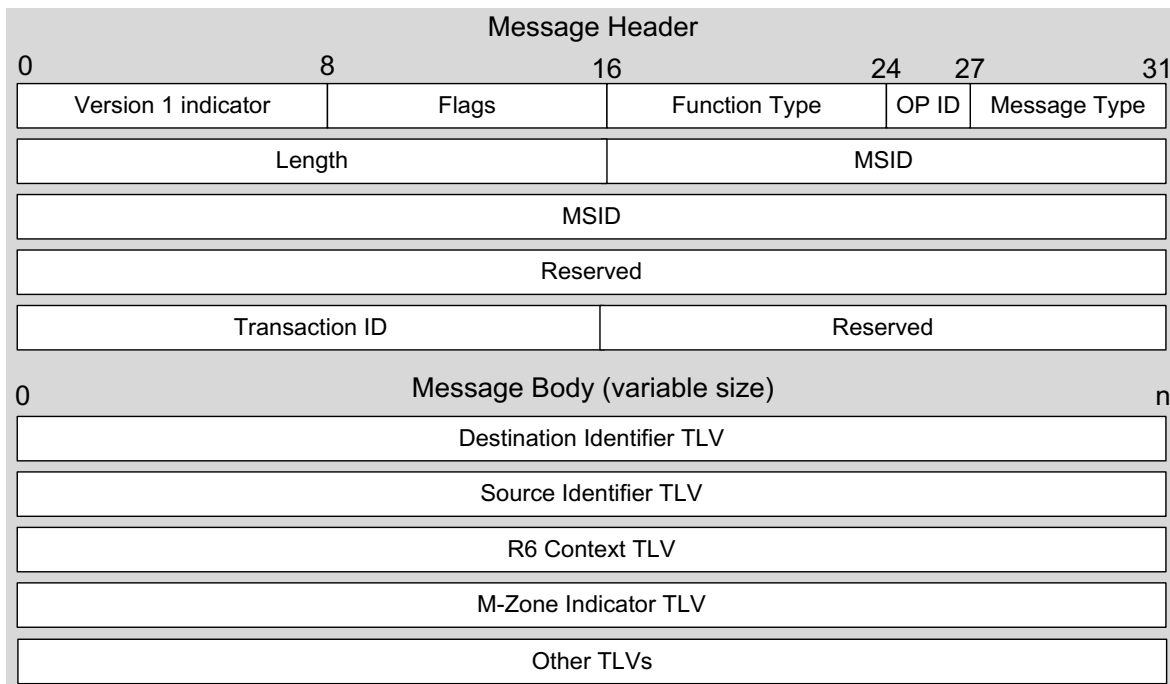 Message Header
0 8 16 24 27 31
Version 1 indicator Flags Function Type OP ID Message Type
Length MSID
MSID
Reserved
Transaction ID Reserved
0 Message Body (variable size) n
Destination Identifier TLV
Source Identifier TLV
R6 Context TLV
M-Zone Indicator TLV
Other TLVs